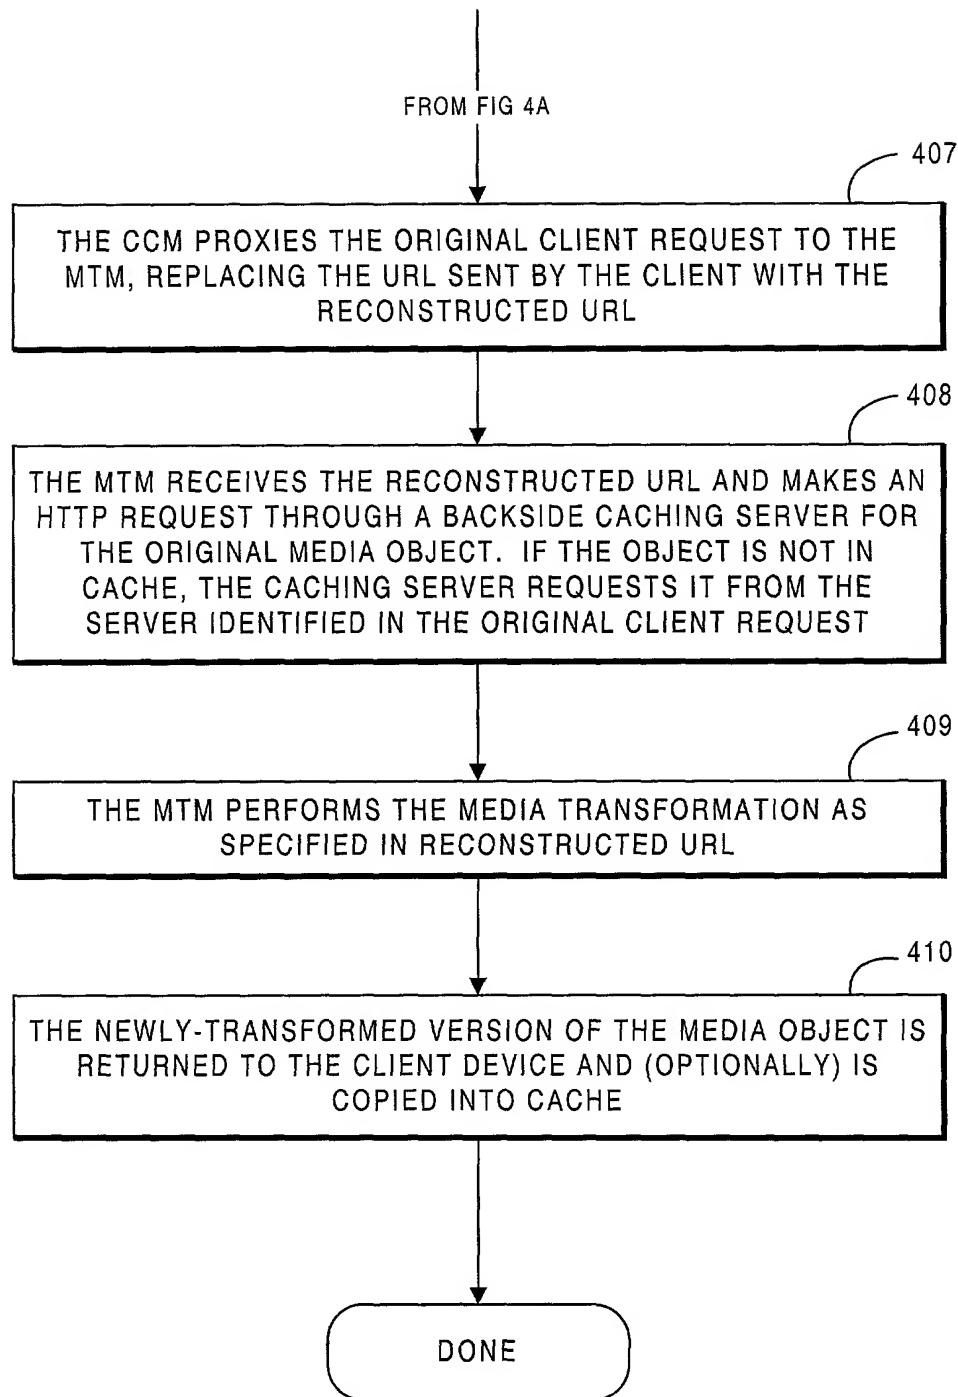 FROM FIG 4A
407
THE CCM PROXIES THE ORIGINAL CLIENT REQUEST TO THE
MTM, REPLACING THE URL SENT BY THE CLIENT WITH THE
RECONSTRUCTED URL
408
THE MTM RECEIVES THE RECONSTRUCTED URL AND MAKES AN
HTTP REQUEST THROUGH A BACKSIDE CACHING SERVER FOR
THE ORIGINAL MEDIA OBJECT. IF THE OBJECT IS NOT IN
CACHE, THE CACHING SERVER REQUESTS IT FROM THE
SERVER IDENTIFIED IN THE ORIGINAL CLIENT REQUEST
409
THE MTM PERFORMS THE MEDIA TRANSFORMATION AS
SPECIFIED IN RECONSTRUCTED URL
410
THE NEWLY-TRANSFORMED VERSION OF THE MEDIA OBJECT IS
RETURNED TO THE CLIENT DEVICE AND (OPTIONALLY) IS
COPIED INTO CACHE
DONE